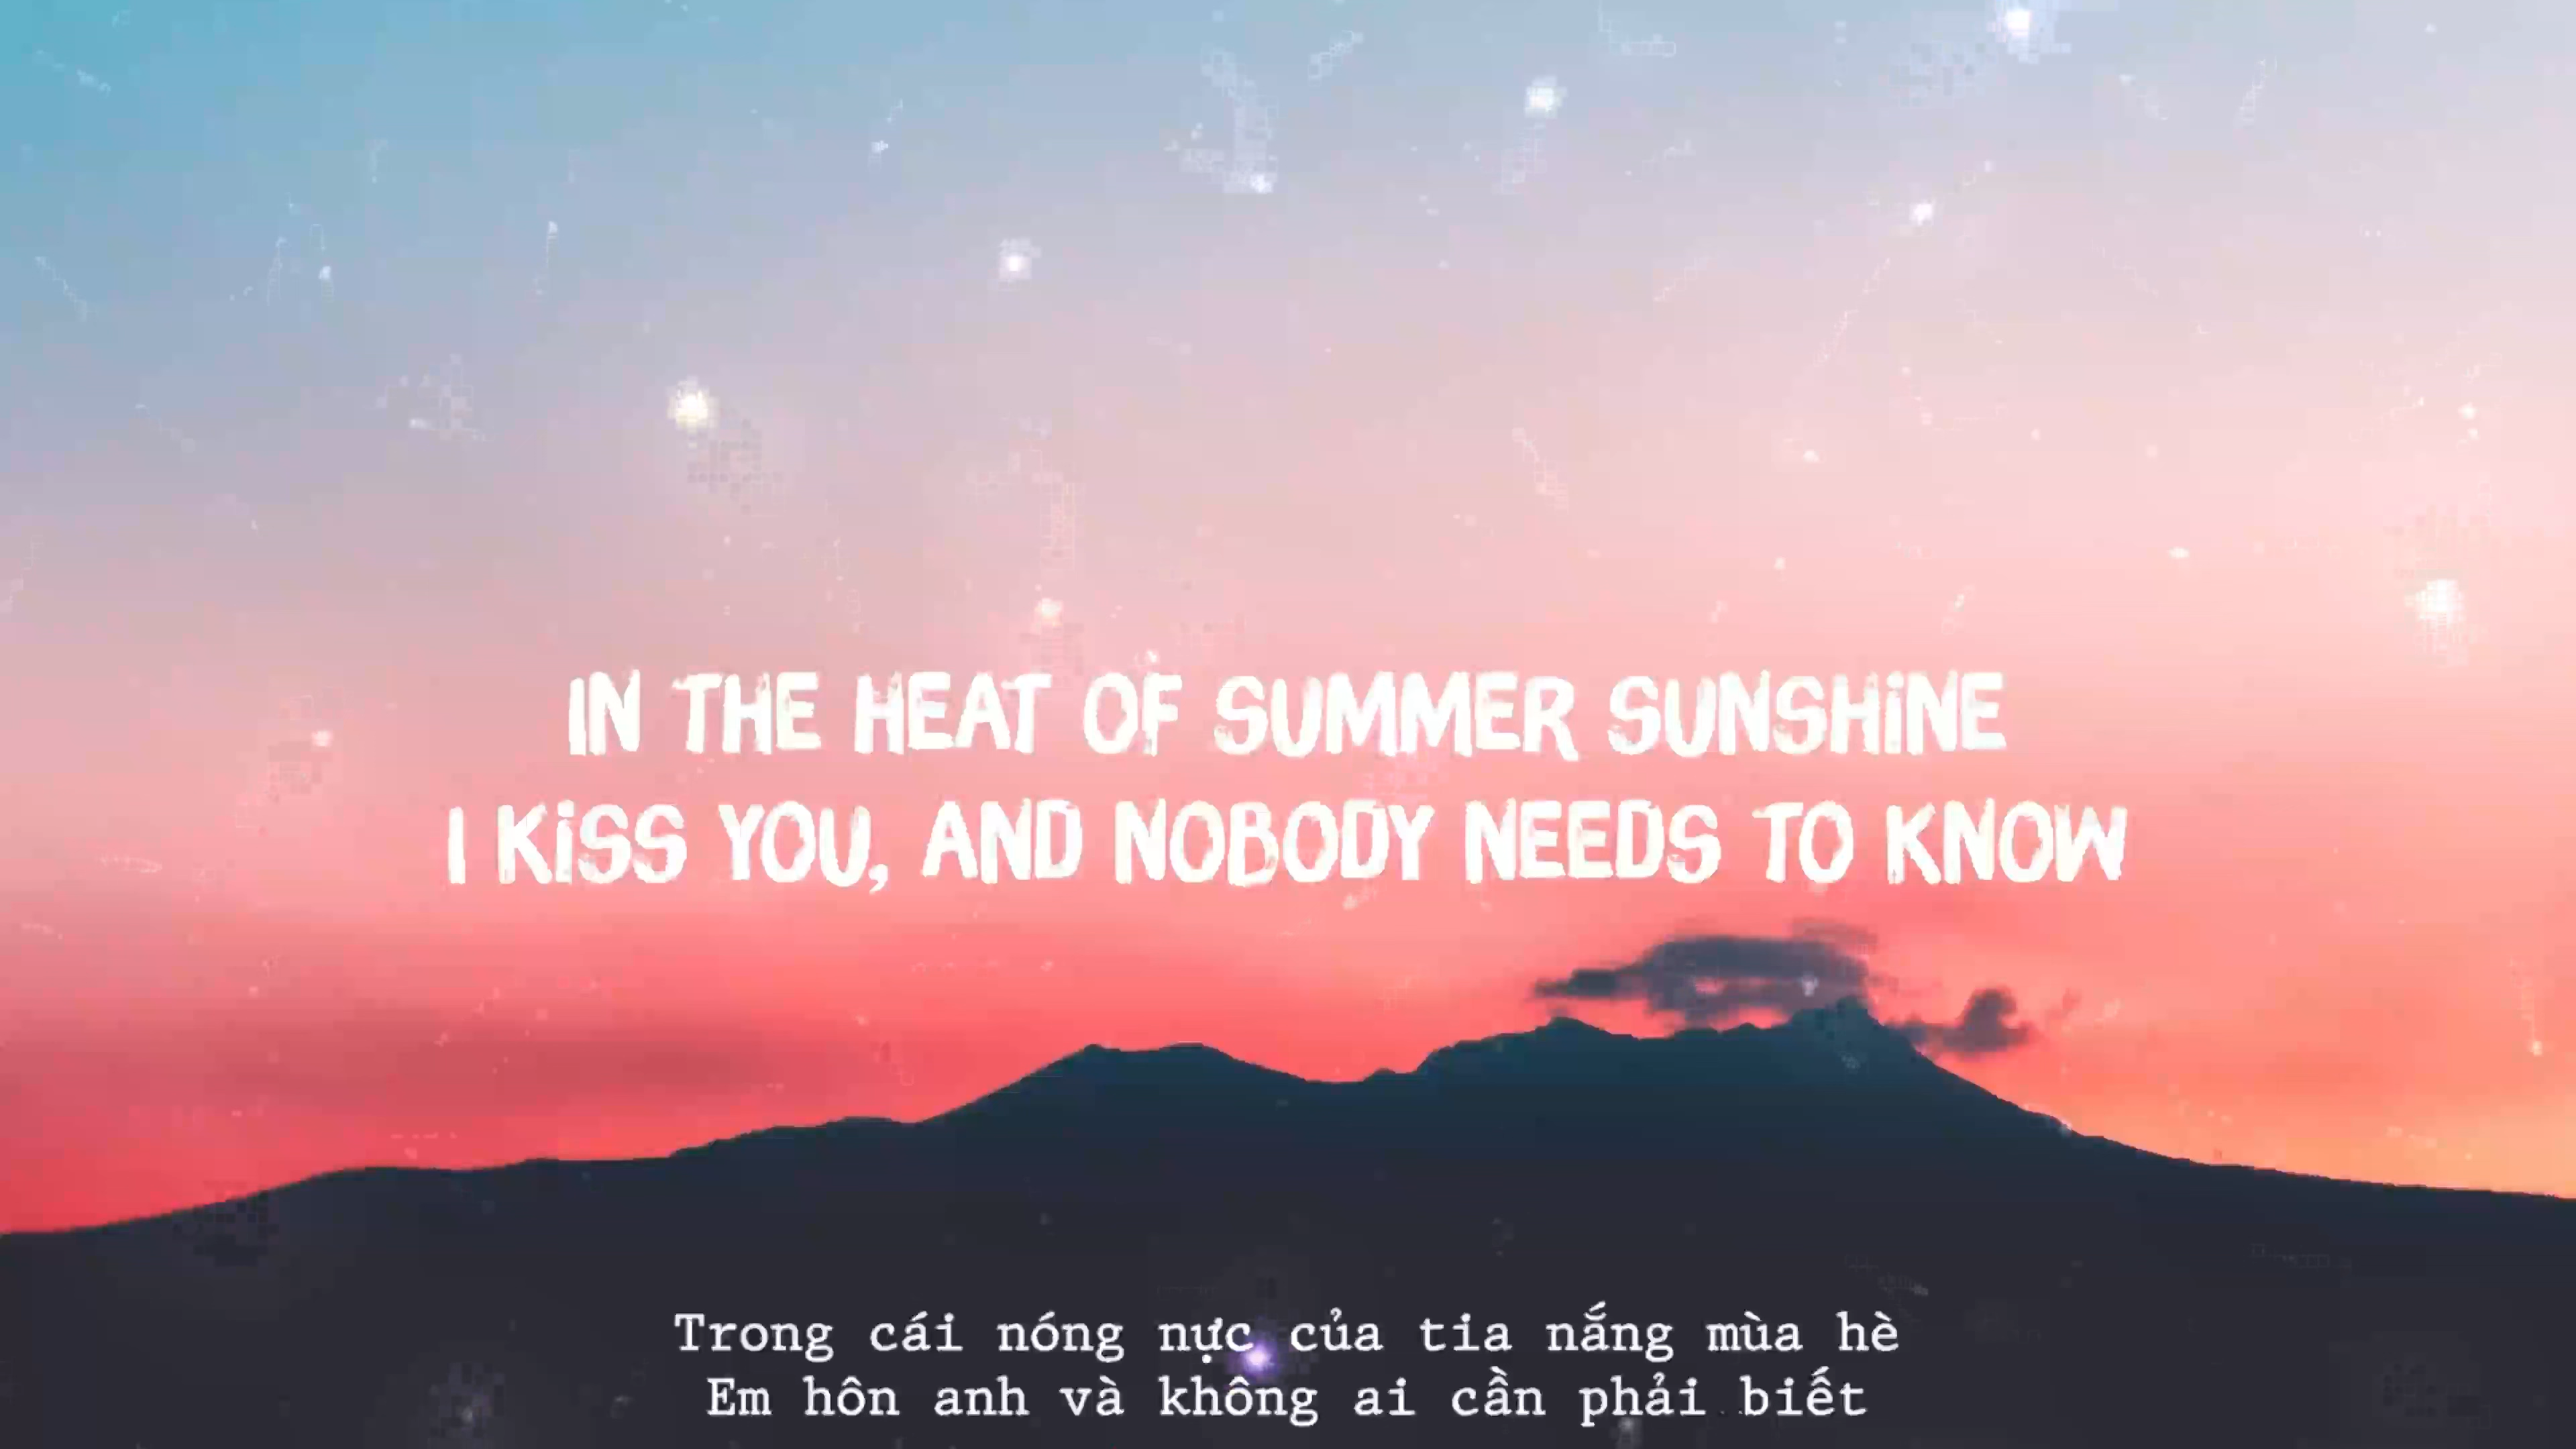 IN THE HEAT OF SUMMER SUNSHINE
I KISS YOU, AND NOBODY NEEDS TO KNOW
Trong cái nóng nực của tia nắng mùa hè
Em hôn anh và không ai cần phải biết